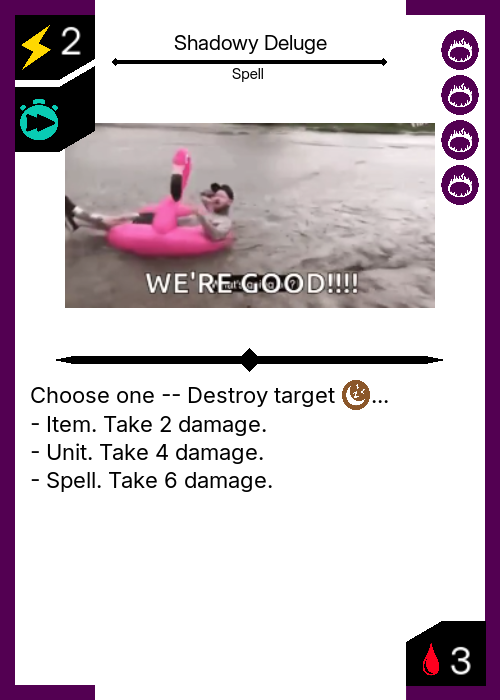 2
Shadowy Deluge
Spell
WE'RE GOOD!!!!
Choose one -- Destroy target ...
- Item. Take 2 damage.
- Unit. Take 4 damage.
- Spell. Take 6 damage.
3